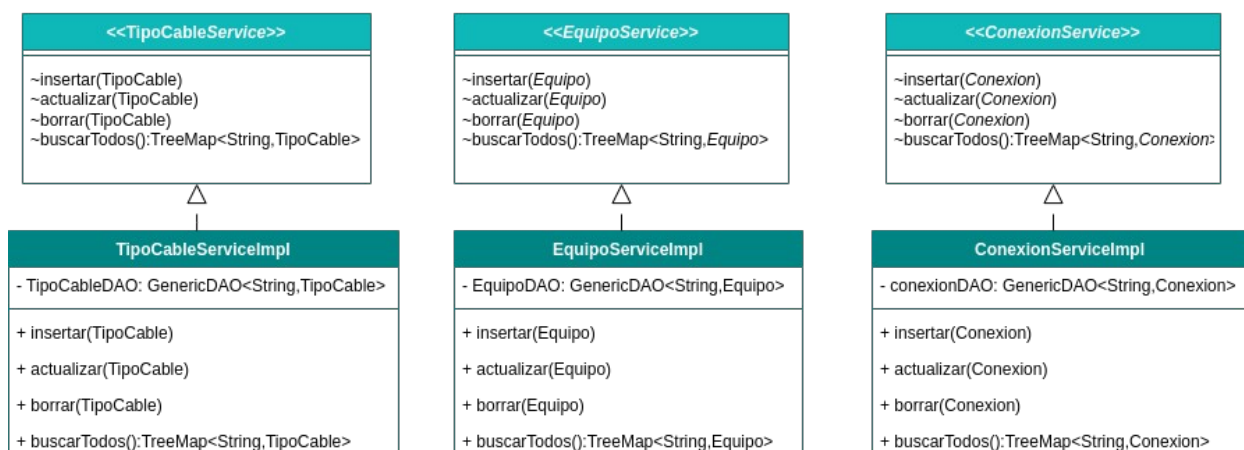 <<TipoCableService>>
~insertar(TipoCable)
~actualizar(TipoCable)
~borrar(TipoCable)
~buscarTodos():TreeMap<String,TipoCable>
TipoCableServiceImpl
- TipoCableDAO: GenericDAO<String,TipoCable>
+ insertar(TipoCable)
+ actualizar(TipoCable)
+ borrar(TipoCable)
+ buscarTodos():TreeMap<String,TipoCable>
<<EquipoService>>
~insertar(Equipo)
~actualizar(Equipo)
~borrar(Equipo)
~buscarTodos():TreeMap<String,Equipo>
EquipoServiceImpl
- EquipoDAO: GenericDAO<String,Equipo>
+ insertar(Equipo)
+ actualizar(Equipo)
+ borrar(Equipo)
+ buscarTodos():TreeMap<String,Equipo>
<<ConexionService>>
~insertar(Conexion)
~actualizar(Conexion)
~borrar(Conexion)
~buscarTodos():TreeMap<String,Conexion>
ConexionServiceImpl
- conexionDAO: GenericDAO<String,Conexion>
+ insertar(Conexion)
+ actualizar(Conexion)
+ borrar(Conexion)
+ buscarTodos():TreeMap<String,Conexion>